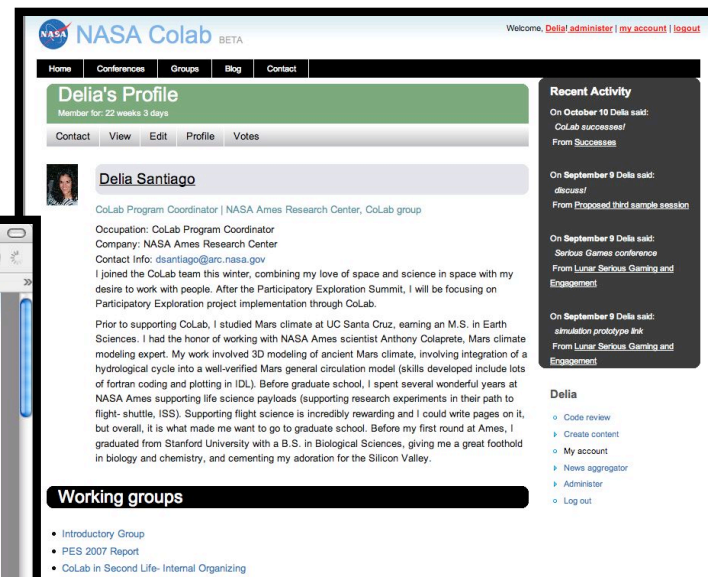 NASA
NASA Colab BETA
Welcome, Delia! administer | my account | logout
Home Conferences Groups Blog Contact
Delia's Profile
Member for: 22 weeks 3 days
Contact View Edit Profile Votes
Delia Santiago
CoLab Program Coordinator | NASA Ames Research Center, CoLab group
Occupation: CoLab Program Coordinator
Company: NASA Ames Research Center
Contact Info: dsantiago@arc.nasa.gov
I joined the CoLab team this winter, combining my love of space and science in space with my
desire to work with people. After the Participatory Exploration Summit, I will be focusing on
Participatory Exploration project implementation through CoLab.
Prior to supporting CoLab, I studied Mars climate at UC Santa Cruz, earning an M.S. in Earth
Sciences. I had the honor of working with NASA Ames scientist Anthony Colaprete, Mars climate
modeling expert. My work involved 3D modeling of ancient Mars climate, involving integration of a
hydrological cycle into a well-verified Mars general circulation model (skills developed include lots
of fortran coding and plotting in IDL). Before graduate school, I spent several wonderful years at
NASA Ames supporting life science payloads (supporting research experiments in their path to
flight- shuttle, ISS). Supporting flight science is incredibly rewarding and I could write pages on it,
but overall, it is what made me want to go to graduate school. Before my first round at Ames, I
graduated from Stanford University with a B.S. in Biological Sciences, giving me a great foothold
in biology and chemistry, and cementing my adoration for the Silicon Valley.
Working groups
Introductory Group
PES 2007 Report
CoLab in Second Life- Internal Organizing
Recent Activity
On October 10 Delia said:
CoLab successes!
From Successes
On September 9 Delia said:
discuss!
From Proposed third sample session
On September 9 Delia said:
Serious Games conference
From Lunar Serious Gaming and
Engagement
On September 9 Delia said:
simulation prototype link
From Lunar Serious Gaming and
Engagement
Delia
Code review
Create content
My account
News aggregator
Administer
Log out